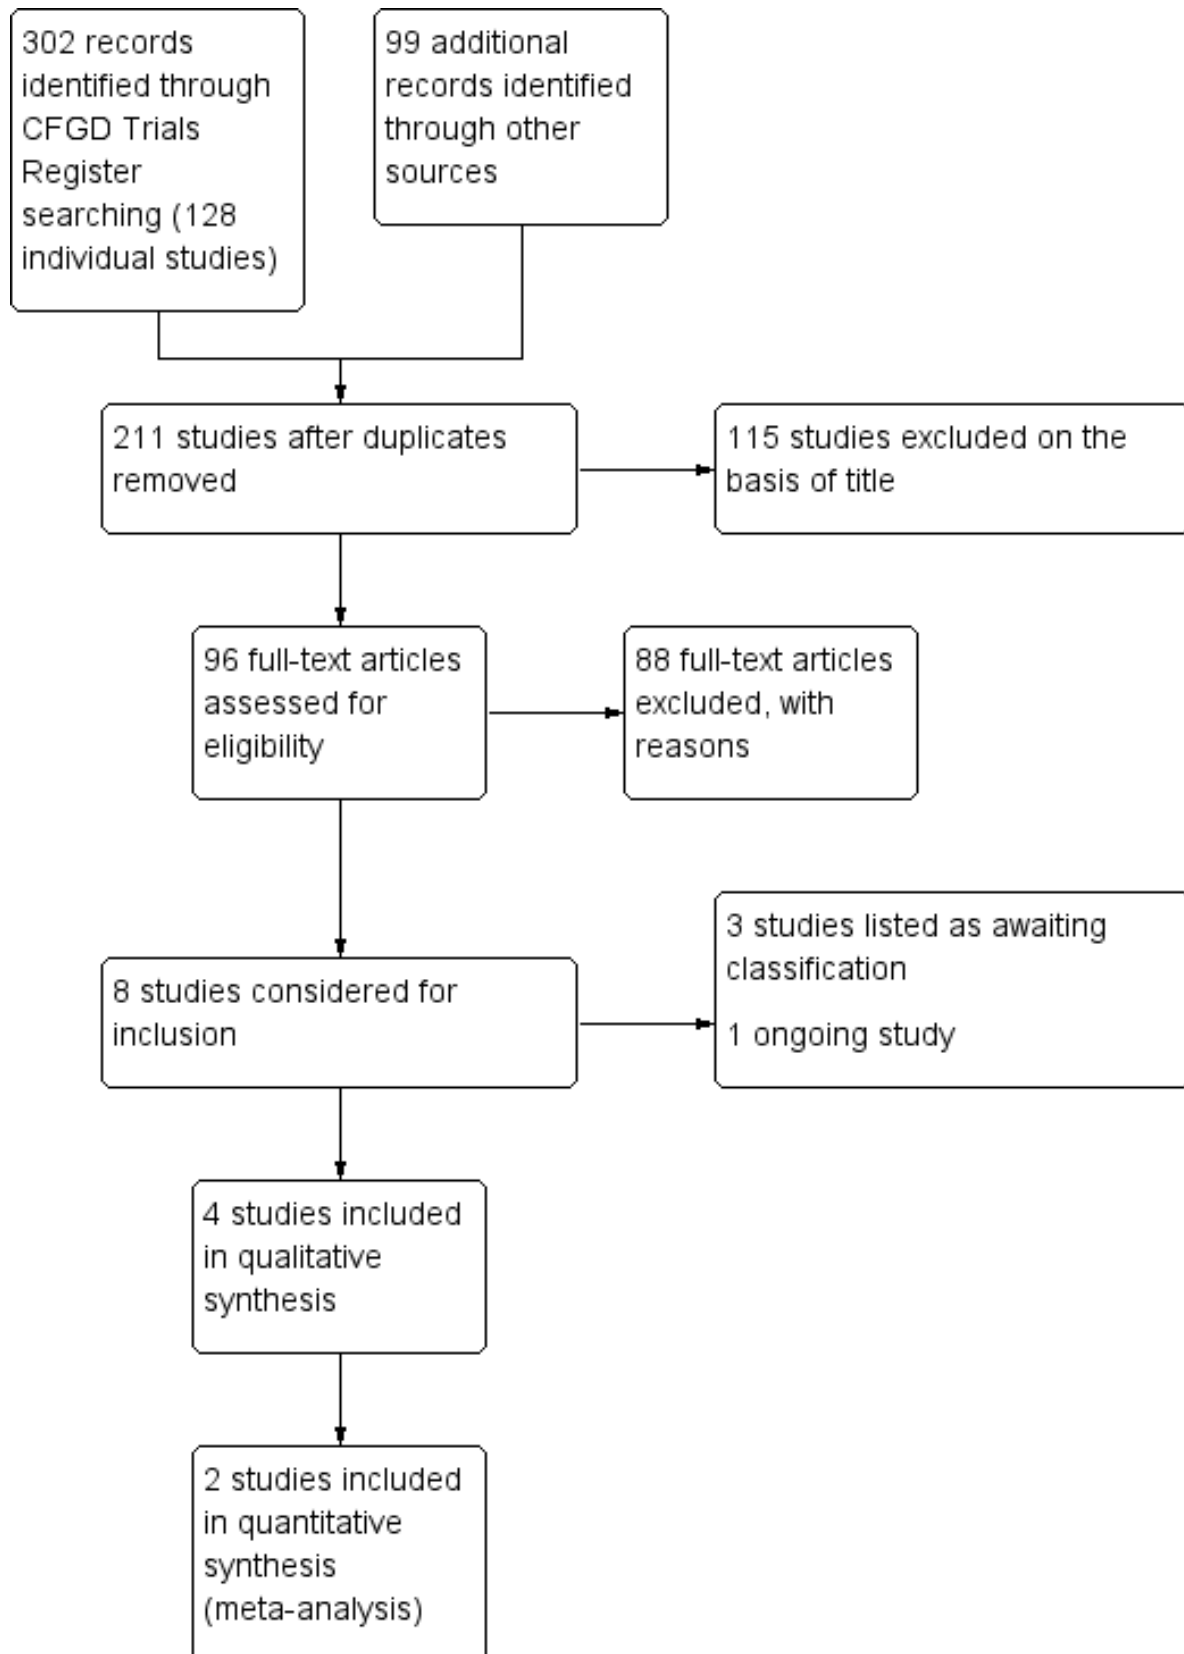 302 records
identified through
CFGD Trials
Register
searching (128
individual studies)
99 additional
records identified
through other
sources
211 studies after duplicates
removed
115 studies excluded on the
basis of title
96 full-text articles
assessed for
eligibility
88 full-text articles
excluded, with
reasons
8 studies considered for
inclusion
3 studies listed as awaiting
classification
1 ongoing study
4 studies included
in qualitative
synthesis
2 studies included
in quantitative
synthesis
(meta-analysis)